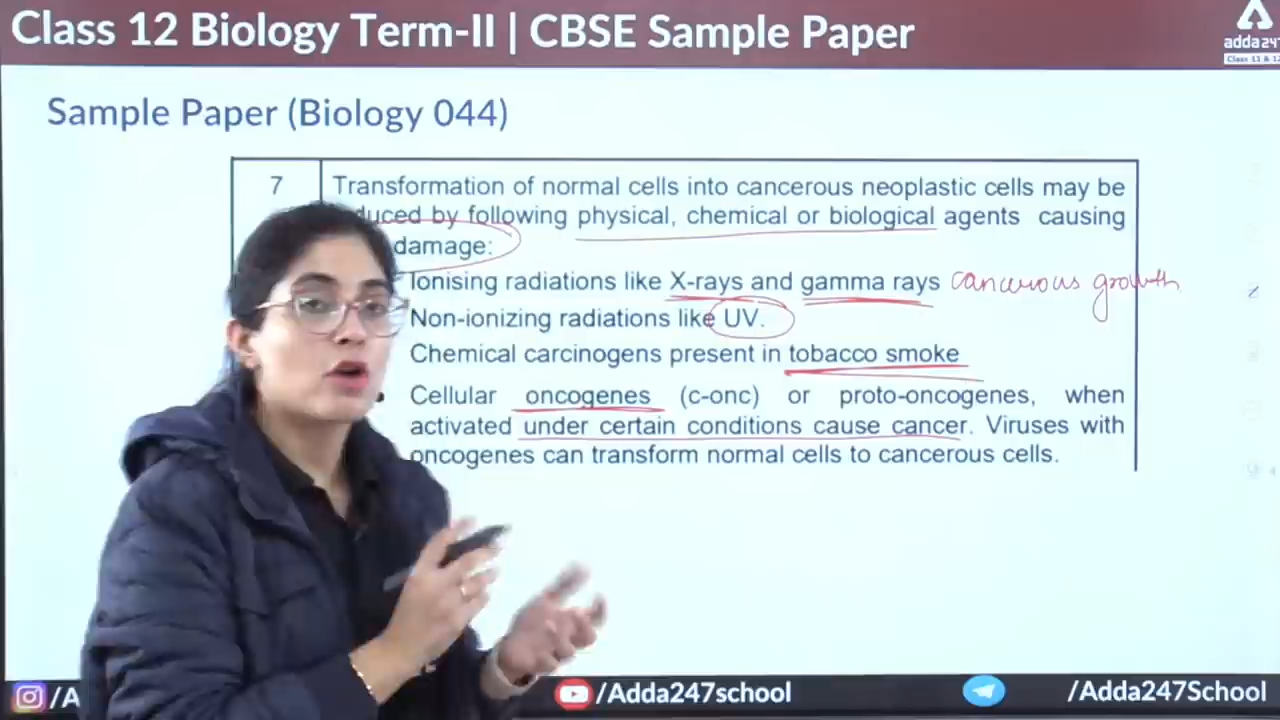 Class 12 Biology Term-II | CBSE Sample Paper
adda247
Class 11 & 12
Sample Paper (Biology 044)
7 Transformation of normal cells into cancerous neoplastic cells may be
by following physical, chemical or biological agents causing
damage:
Ionising radiations like X-rays and gamma rays cancerous growth
Non-ionizing radiations like UV.
Chemical carcinogens present in tobacco smoke
• Cellular oncogenes (c-onc) or proto-oncogenes, when
activated under certain conditions cause cancer. Viruses with
oncogenes can transform normal cells to cancerous cells.
/A /Adda247school /Adda247School